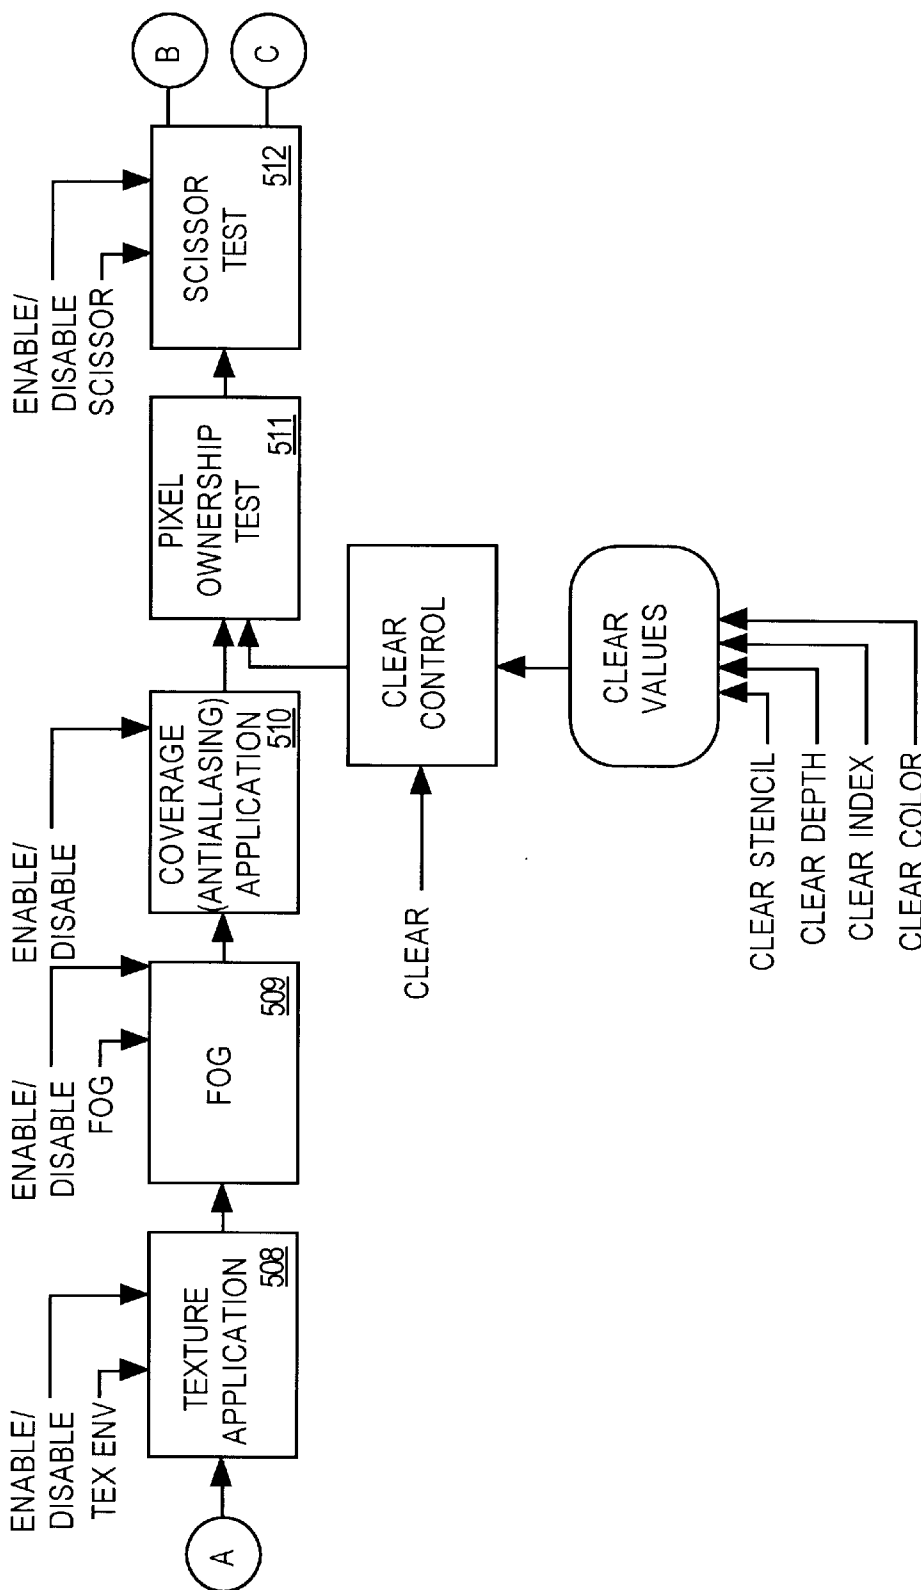 A
ENABLE/
DISABLE
TEX ENV
TEXTURE
APPLICATION
508
ENABLE/
DISABLE
FOG
FOG
509
ENABLE/
DISABLE
COVERAGE
(ANTIALLASING)
APPLICATION
510
PIXEL
OWNERSHIP
TEST
511
ENABLE/
DISABLE
SCISSOR
SCISSOR
TEST
512
B
C
CLEAR
CLEAR
CONTROL
CLEAR
VALUES
CLEAR STENCIL
CLEAR DEPTH
CLEAR INDEX
CLEAR COLOR